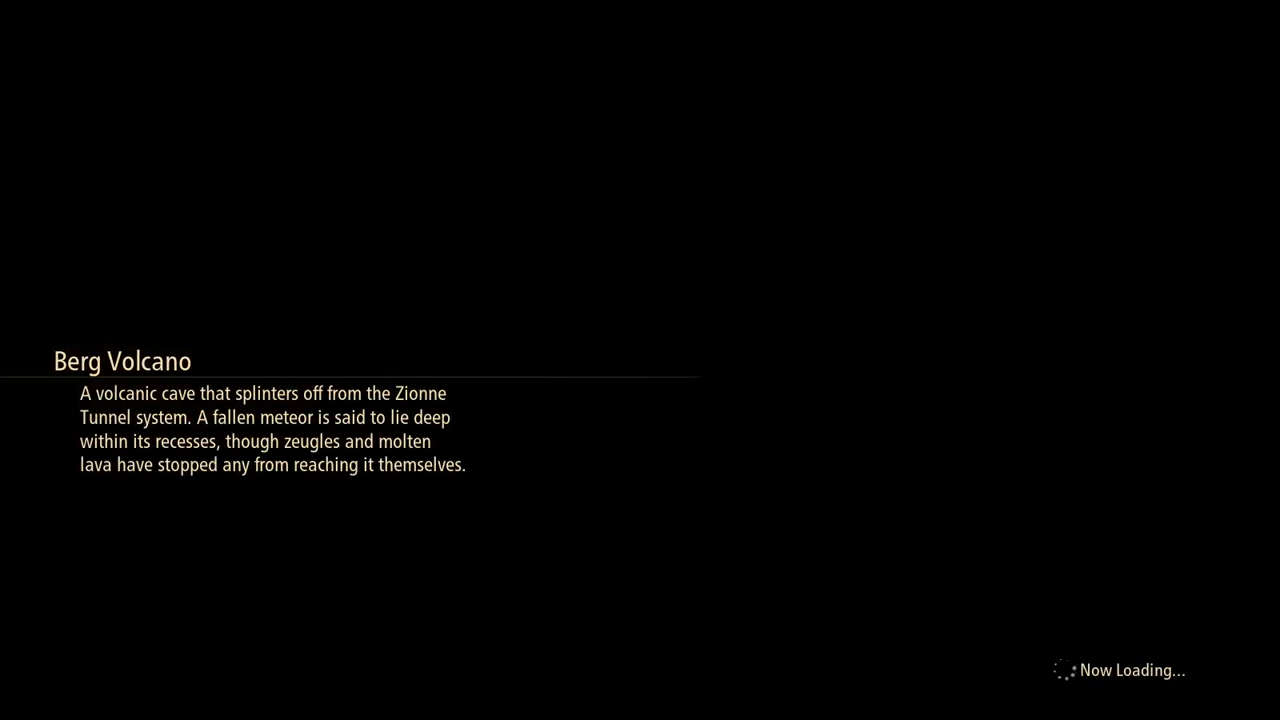 Berg Volcano
A volcanic cave that splinters off from the Zionne
Tunnel system. A fallen meteor is said to lie deep
within its recesses, though zeugles and molten
lava have stopped any from reaching it themselves.
Now Loading...